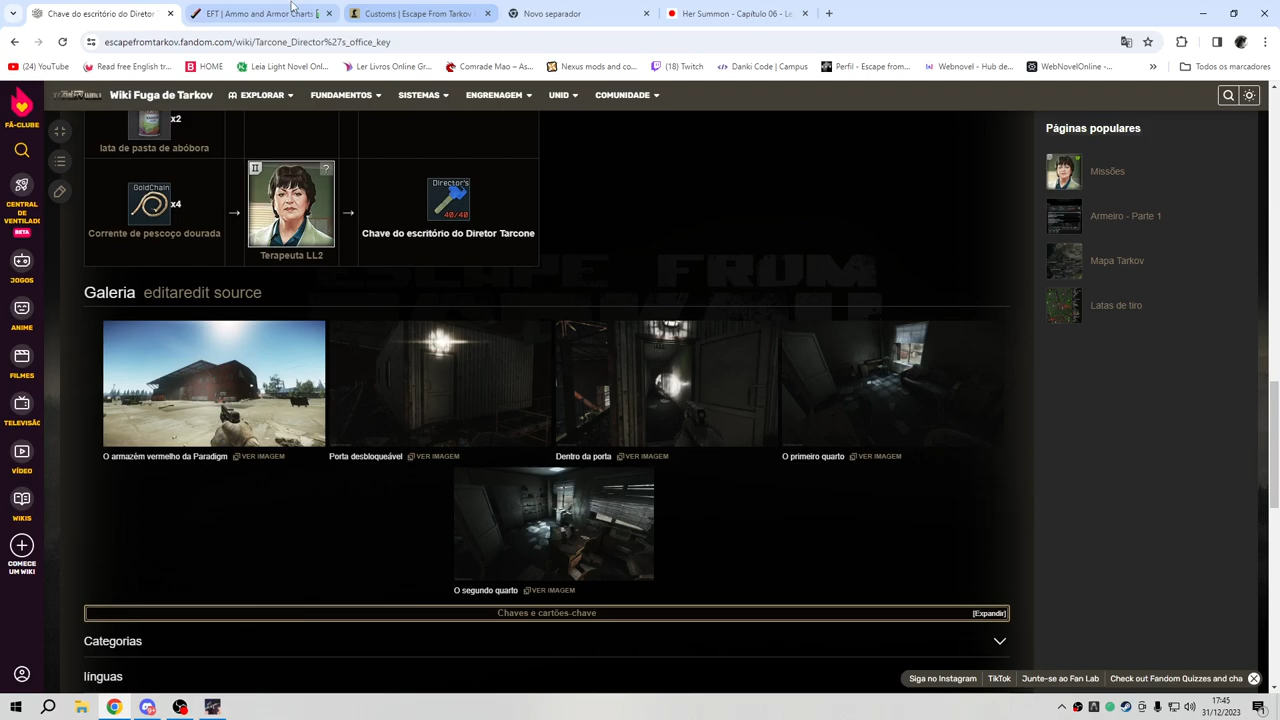 Chave do escritório do Diretor Tarc
EFT | Ammo and Armor Charts
Customs | Escape From Tarkov
Novo separador
Her Summon - Capítulo 06 - Le
escapefromtarkov.fandom.com/wiki/Tarcone_Director%27s_office_key
(24) YouTube
Read free English tr...
HOME
Leia Light Novel Onl...
Ler Livros Online Gr...
Comrade Mao – As...
Nexus mods and co...
(18) Twitch
Danki Code | Campus
Perfil - Escape from...
Webnovel - Hub de...
WebNovelOnline -...
»
Todos os marcadores
FÃ-CLUBE
Wiki Fuga de Tarkov
EXPLORAR
FUNDAMENTOS
SISTEMAS
ENGRENAGEM
UNID
COMUNIDADE
x2
lata de pasta de abóbora
Páginas populares
Missões
Armeiro - Parte 1
Mapa Tarkov
Latas de tiro
GoldChain
x4
Corrente de pescoço dourada
II
?
Terapeuta LL2
Director's
40/40
Chave do escritório do Diretor Tarcone
CENTRAL
DE
VENTILADO
BETA
JOGOS
ANIME
FILMES
TELEVISÃO
VÍDEO
WIKIS
COMECE
UM WIKI
ESCAPE FROM
Galeria editaredit source
O armazém vermelho da Paradigm VER IMAGEM
Porta desbloqueável VER IMAGEM
Dentro da porta VER IMAGEM
O primeiro quarto VER IMAGEM
O segundo quarto VER IMAGEM
Chaves e cartões-chave
[Expandir]
Categorias
línguas
Siga no Instagram
TikTok
Junte-se ao Fan Lab
Check out Fandom Quizzes and cha
17:45
31/12/2023
1